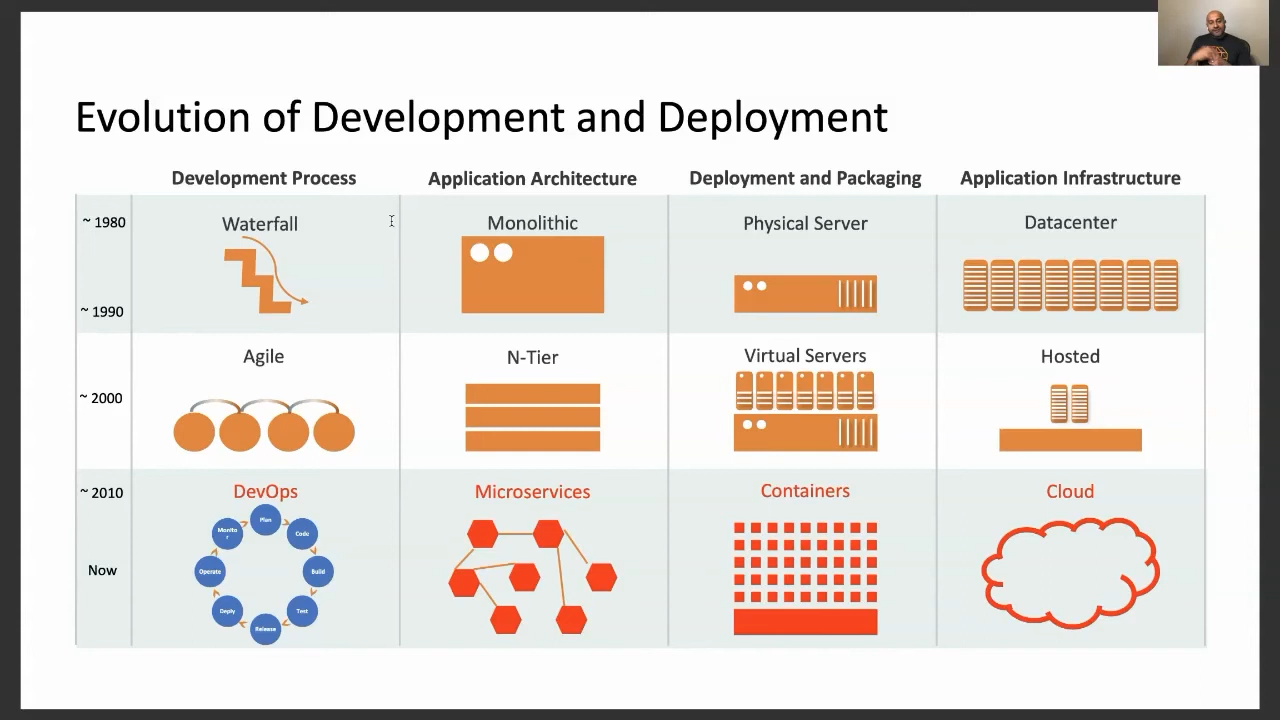 Evolution of Development and Deployment
Development Process
Application Architecture
Deployment and Packaging
Application Infrastructure
~ 1980
Waterfall
Monolithic
Physical Server
Datacenter
~ 1990
Agile
N-Tier
Virtual Servers
Hosted
~ 2000
~ 2010
DevOps
Microservices
Containers
Cloud
Plan
Monito
r
Code
Operate
Build
Now
Deply
Test
Release